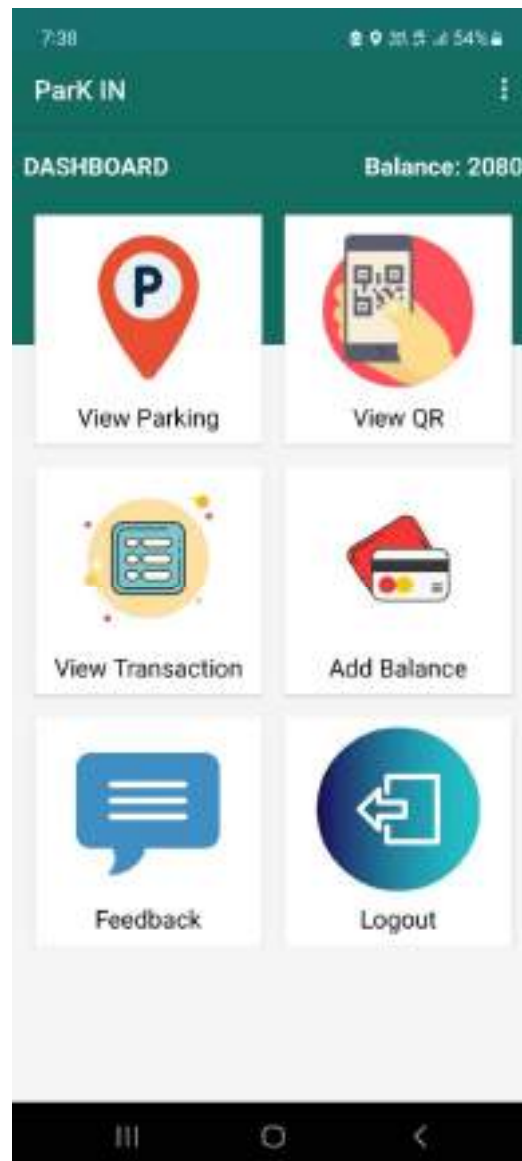 7:38
54%
ParK IN
DASHBOARD Balance: 2080
P
View Parking View QR
View Transaction Add Balance
Feedback Logout